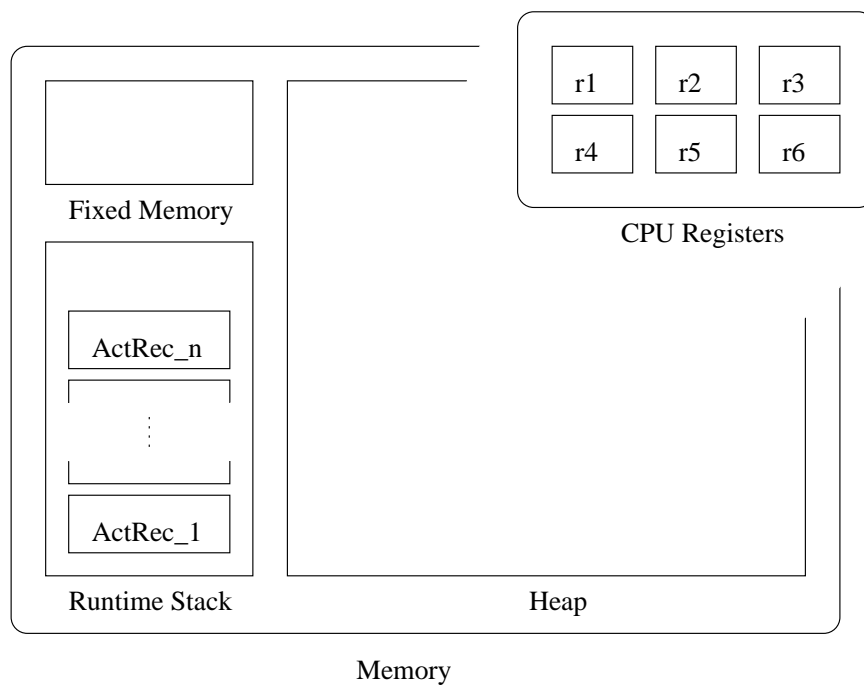 r1 r2 r3
r4 r5 r6
CPU Registers
Fixed Memory
ActRec_n
ActRec_1
Runtime Stack
Heap
Memory